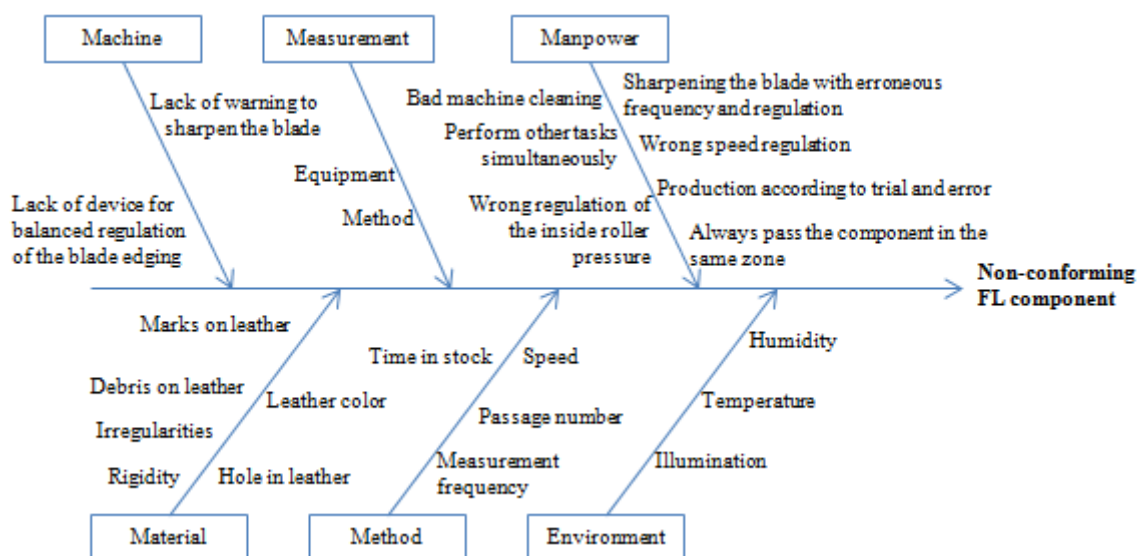 Machine
Measurement
Manpower
Lack of warning to
sharpen the blade
Lack of device for
balanced regulation
of the blade edging
Equipment
Method
Bad machine cleaning
Perform other tasks
simultaneously
Wrong regulation of
the inside roller
pressure
Sharpening the blade with erroneous
frequency and regulation
Wrong speed regulation
Production according to trial and error
Always pass the component in the
same zone
Non-conforming
FL component
Marks on leather
Debris on leather
Irregularities
Rigidity
Leather color
Hole in leather
Time in stock
Speed
Passage number
Measurement
frequency
Humidity
Temperature
Illumination
Material
Method
Environment